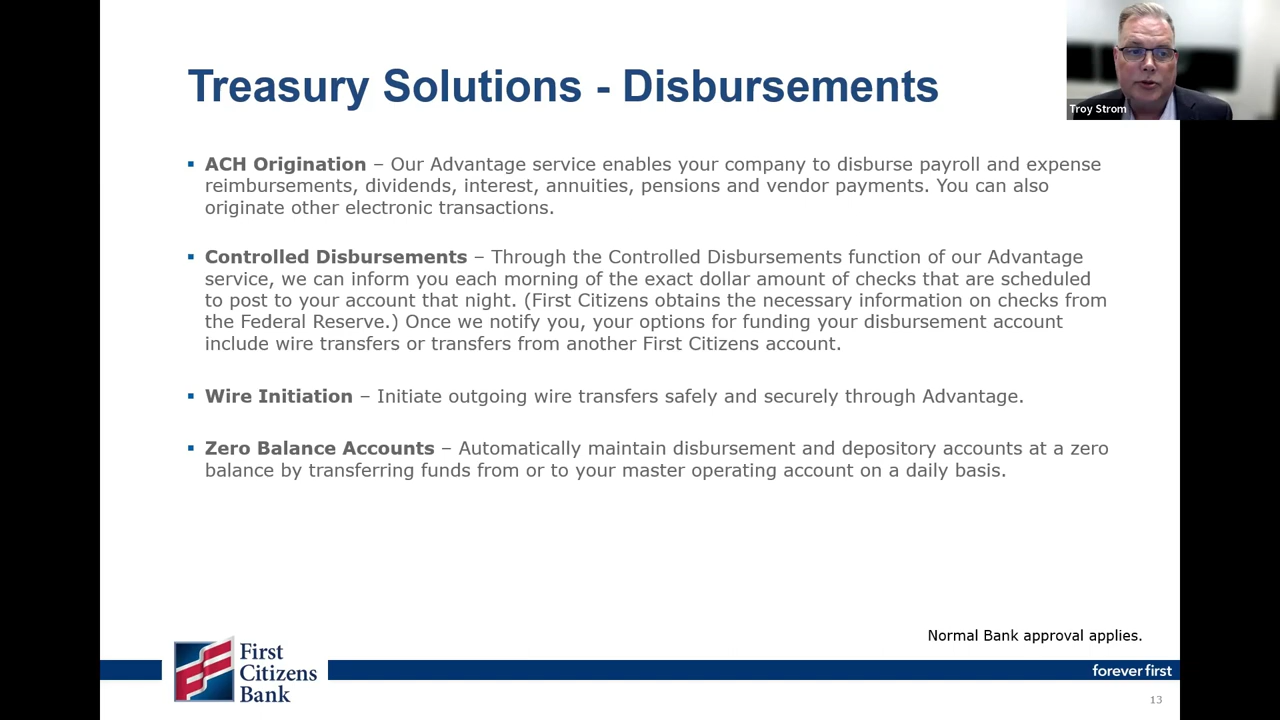 Treasury Solutions - Disbursements
Troy Strom
▪ ACH Origination – Our Advantage service enables your company to disburse payroll and expense
reimbursements, dividends, interest, annuities, pensions and vendor payments. You can also
originate other electronic transactions.
▪ Controlled Disbursements – Through the Controlled Disbursements function of our Advantage
service, we can inform you each morning of the exact dollar amount of checks that are scheduled
to post to your account that night. (First Citizens obtains the necessary information on checks from
the Federal Reserve.) Once we notify you, your options for funding your disbursement account
include wire transfers or transfers from another First Citizens account.
▪ Wire Initiation – Initiate outgoing wire transfers safely and securely through Advantage.
▪ Zero Balance Accounts – Automatically maintain disbursement and depository accounts at a zero
balance by transferring funds from or to your master operating account on a daily basis.
Normal Bank approval applies.
First
Citizens
Bank
forever first
13